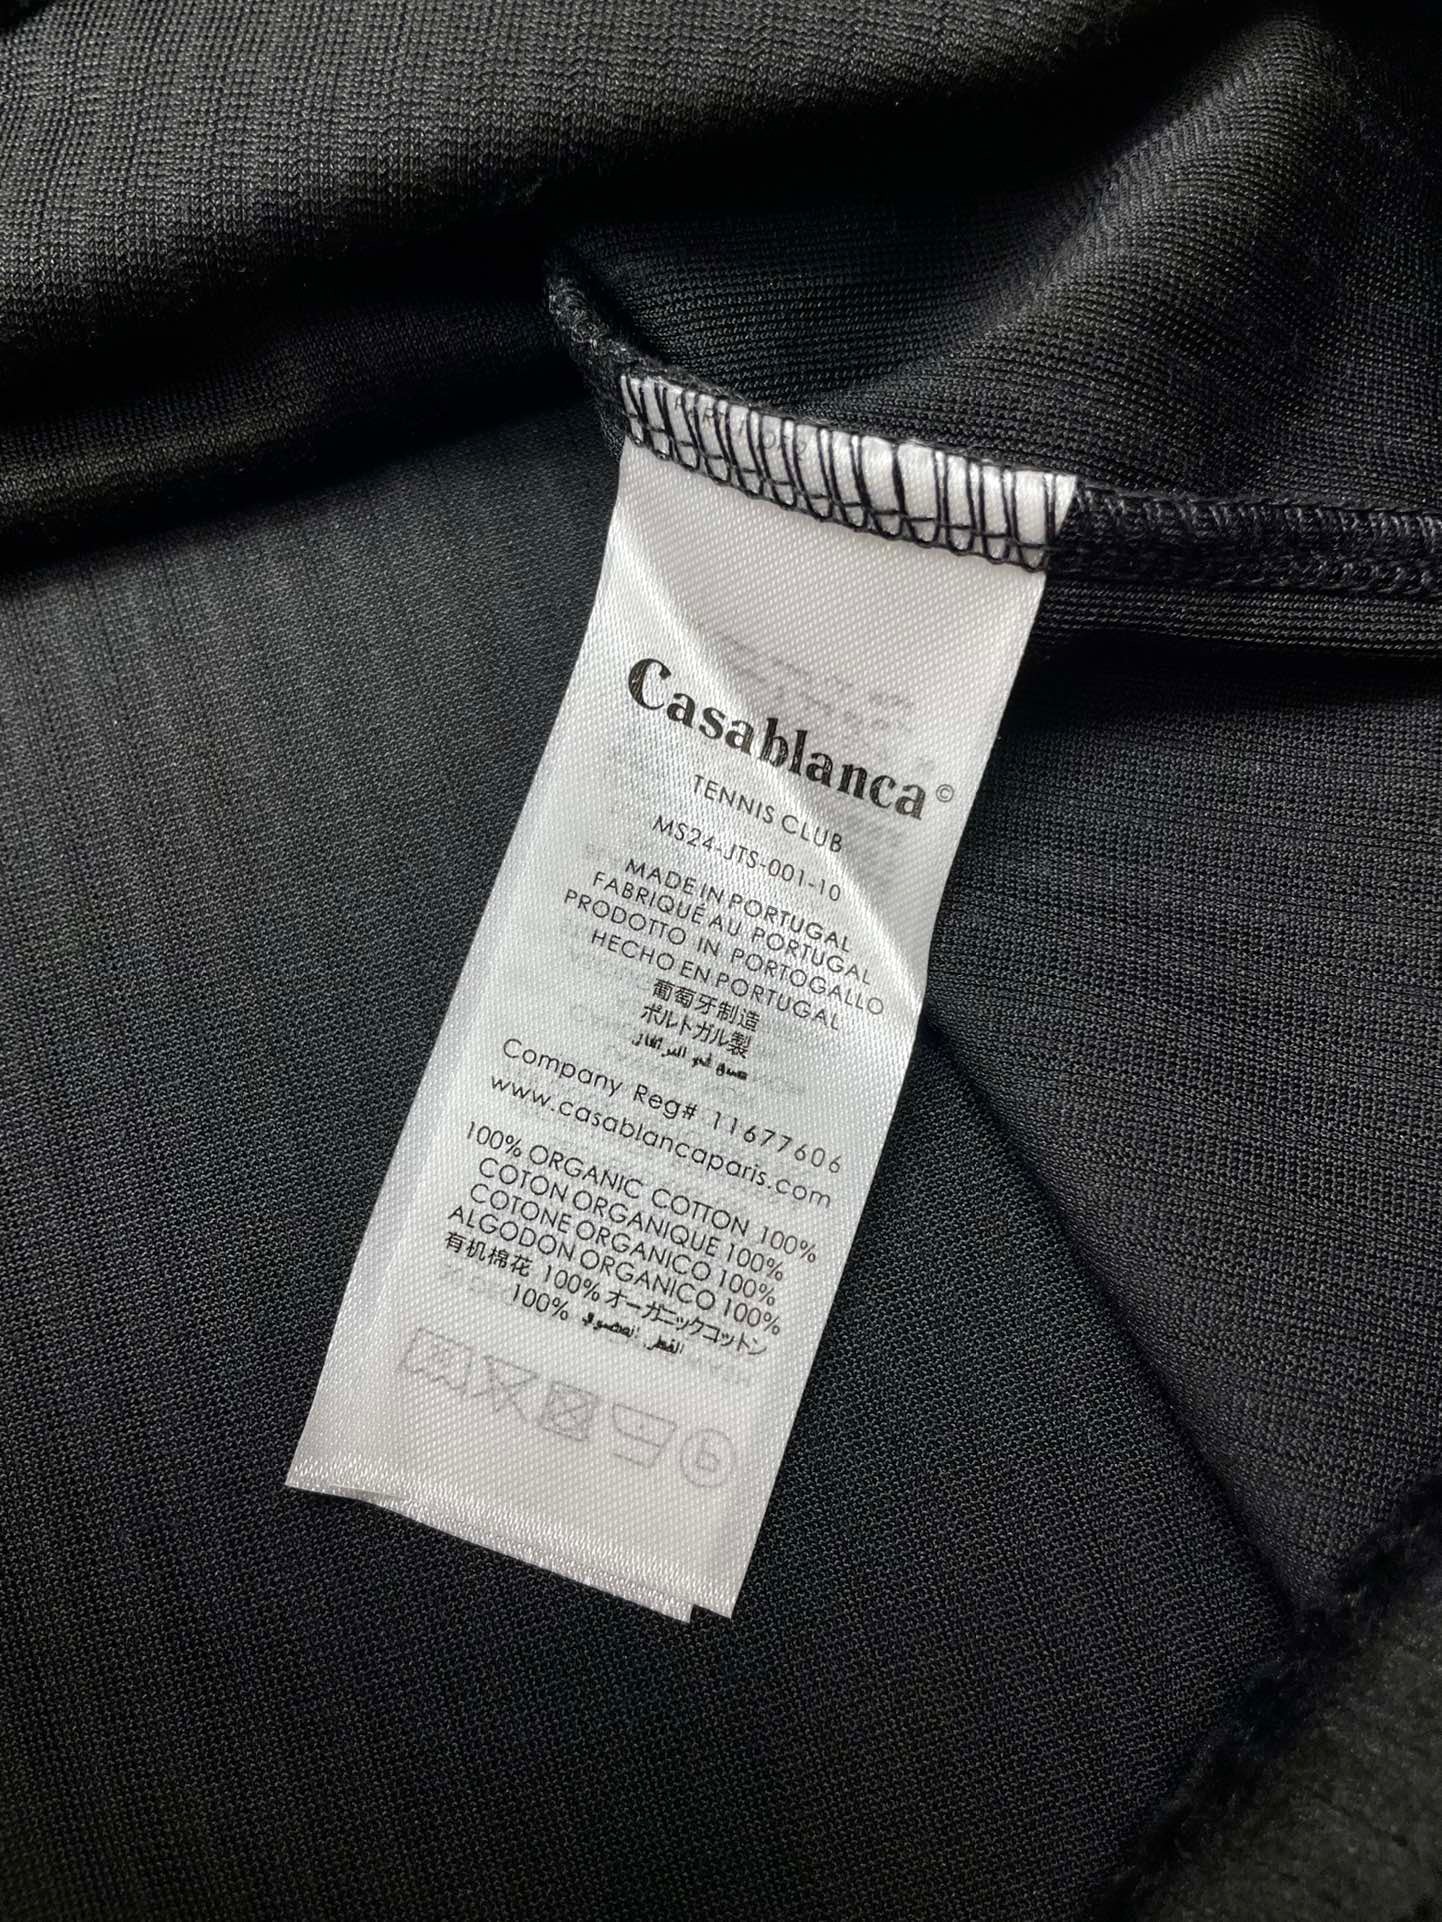 Casablanca©
TENNIS CLUB
MS24-JTS-001-10
MADE IN PORTUGAL
FABRIQUÉ AU PORTUGAL
PRODOTTO IN PORTOGALLO
HECHO EN PORTUGAL
葡萄牙制造
ポルトガル製
Company Reg# 11677606
www.casablancaparis.com
100% ORGANIC COTTON 100%
COTON ORGANIQUE 100%
COTONE ORGANICO 100%
ALGODON ORGANICO 100%
有机棉花 100% オーガニックコットン
100% القطن العضوي